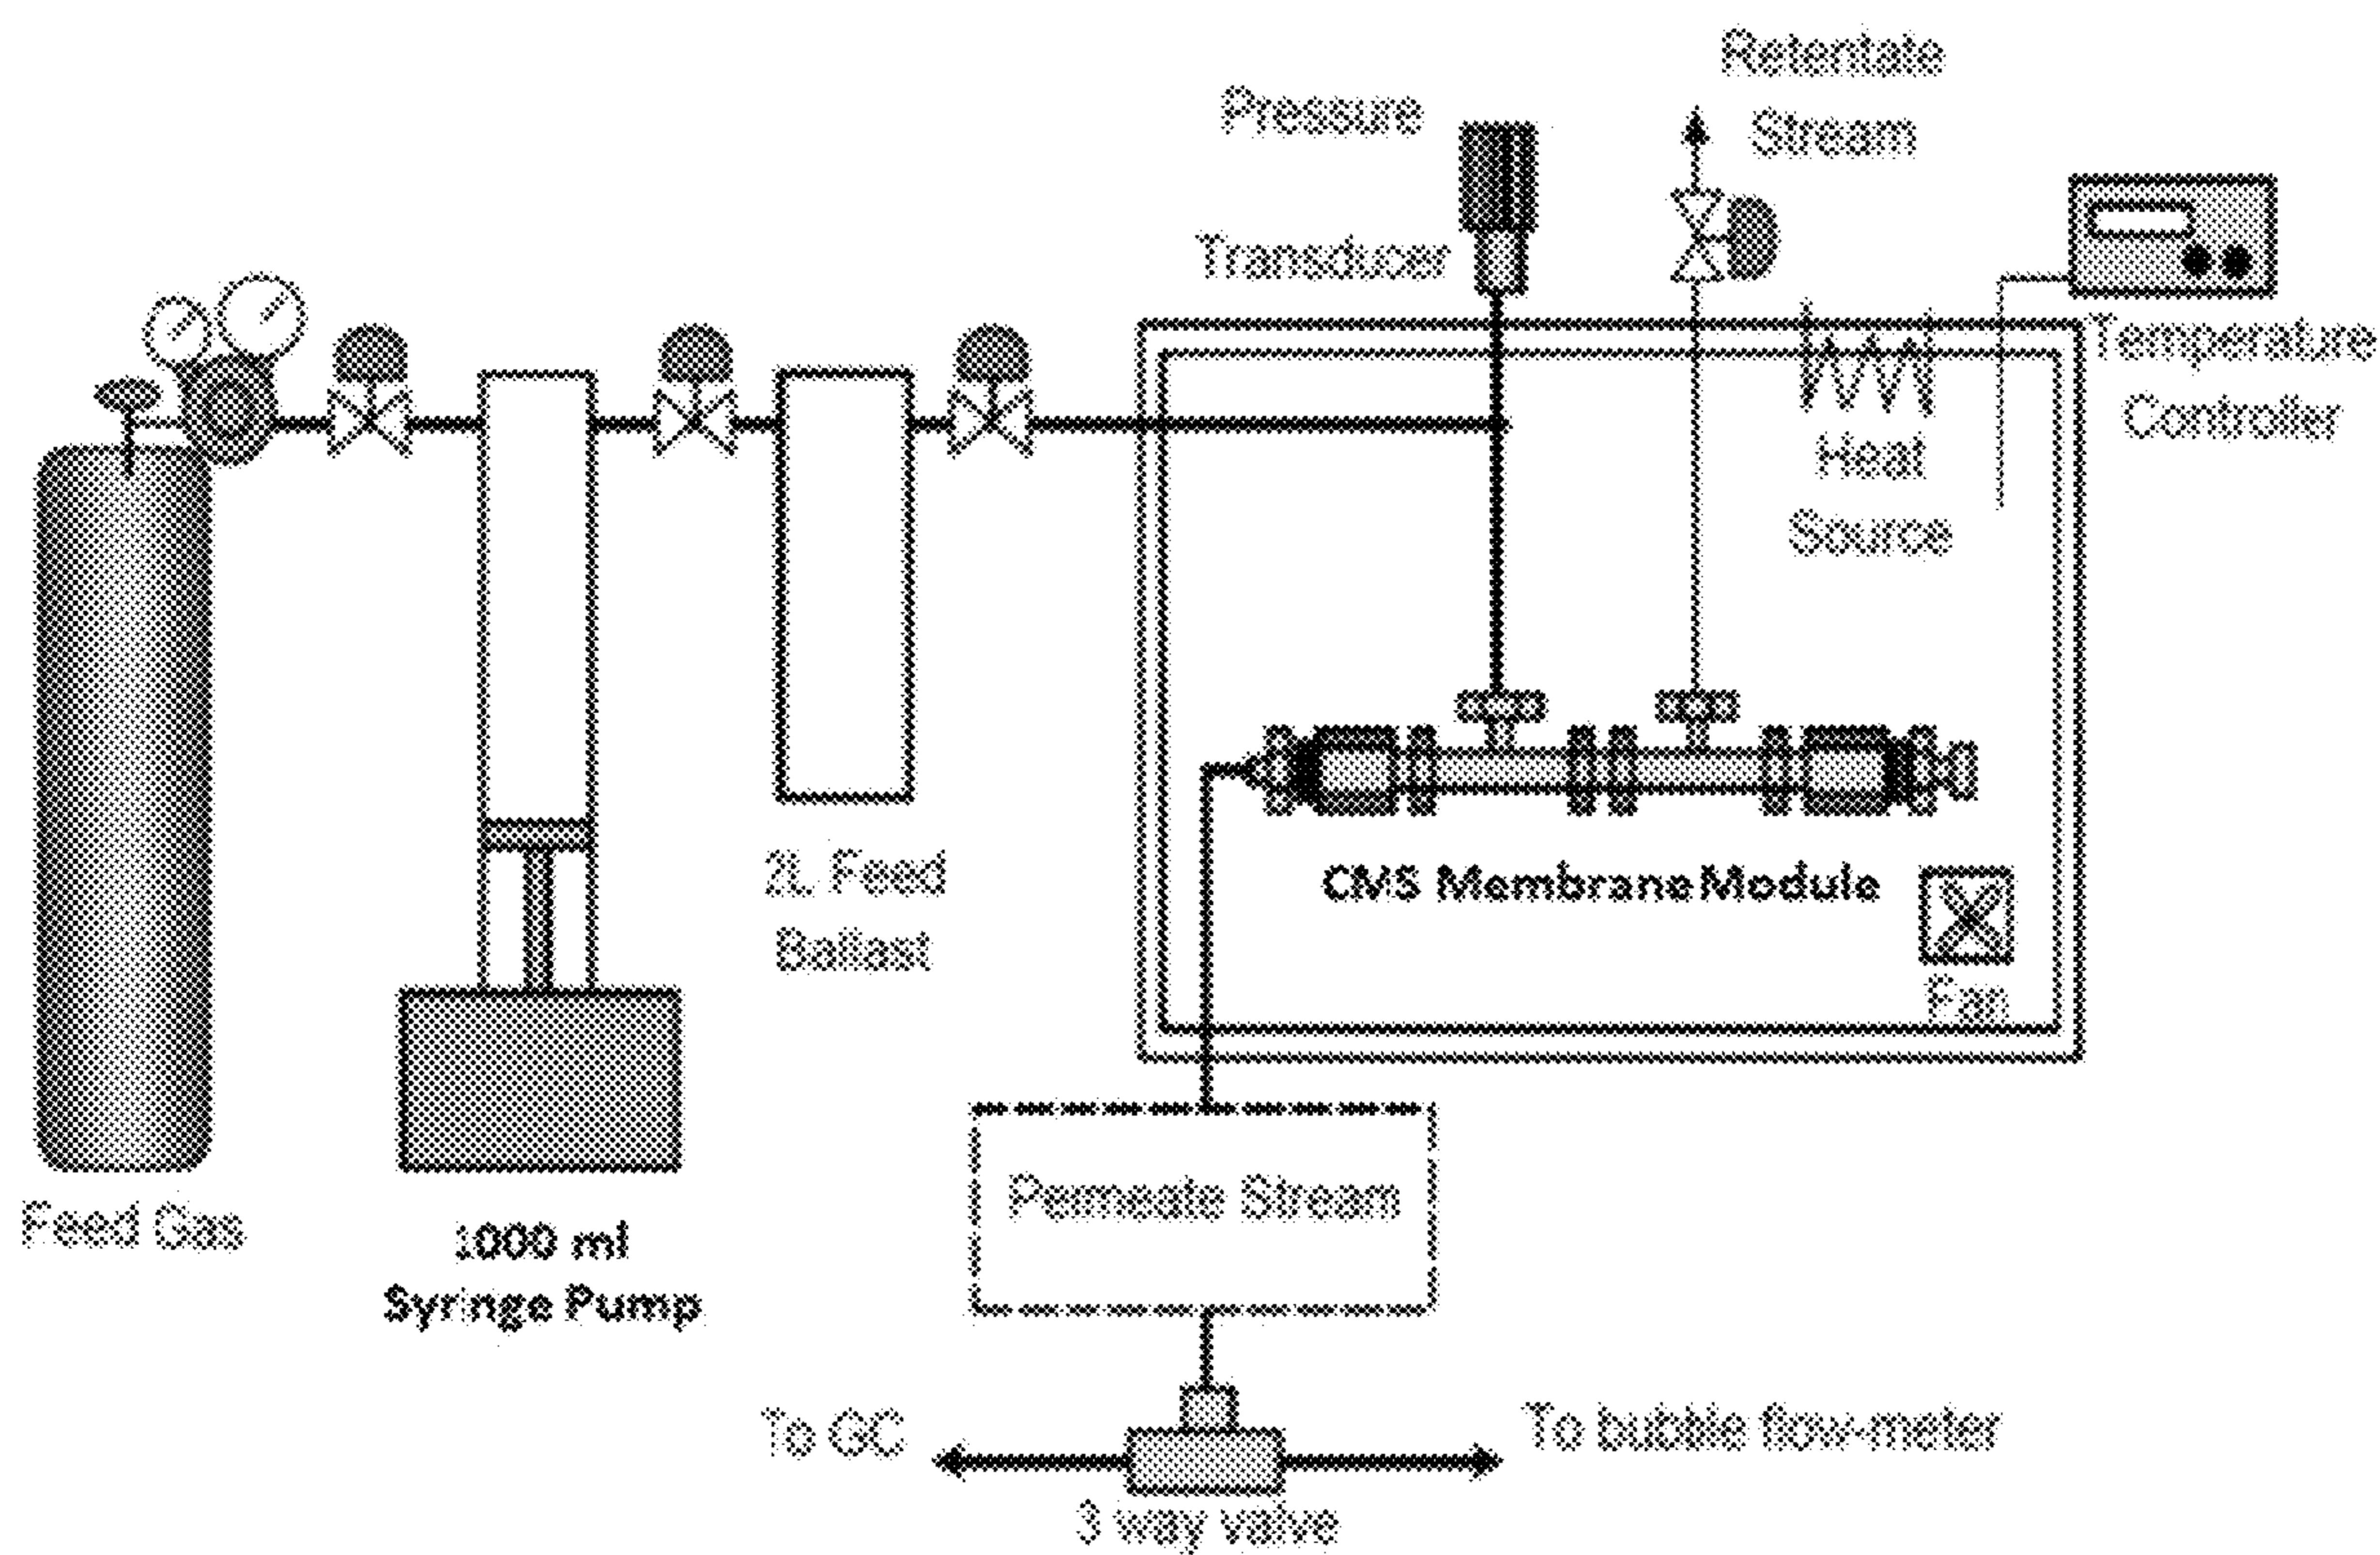 Retentate
Stream
Pressure
Transducer
Temperature
Controller
Heat
Source
2L Feed
Ballast
CMS Membrane Module
Fan
Feed Gas
1000 ml
Syringe Pump
Permeate Stream
To GC
To bubble flow-meter
3 way valve